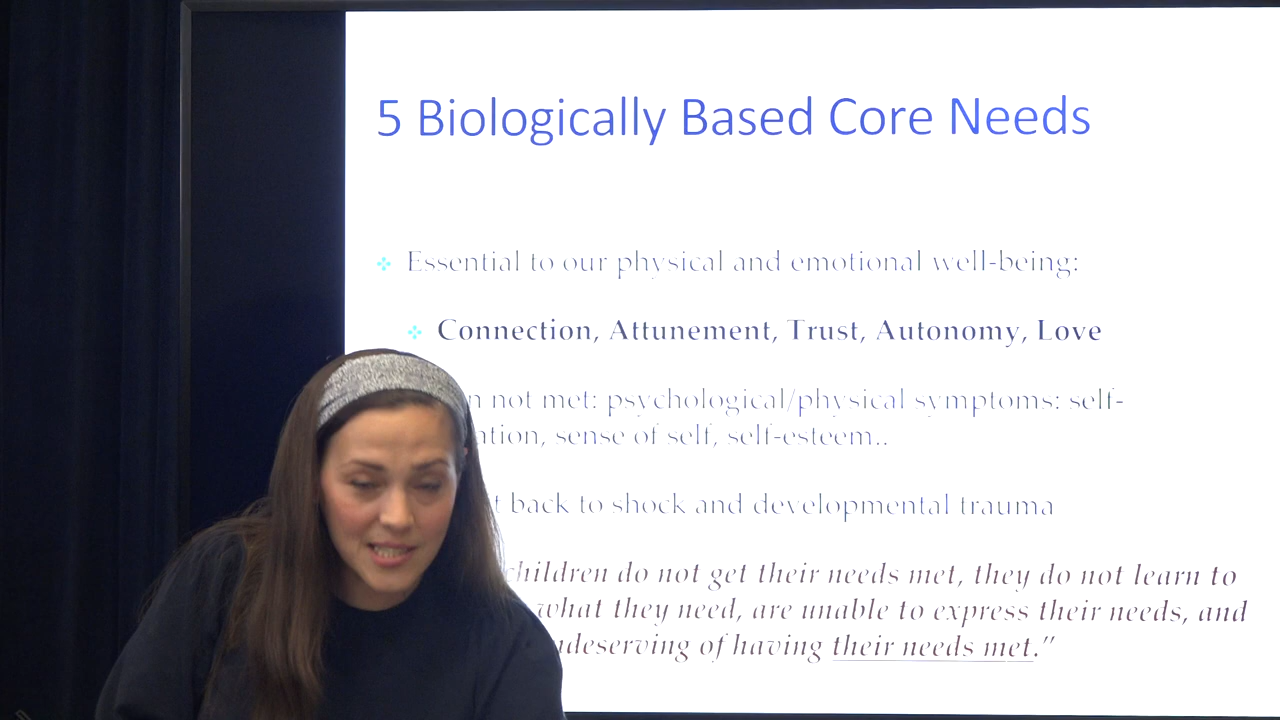 5 Biologically Based Core Needs
Essential to our physical and emotional well-being:
Connection, Attunement, Trust, Autonomy, Love
not met: psychological/physical symptoms: self-
sense of self, self-esteem..
back to shock and developmental trauma
children do not get their needs met, they do not learn to
what they need, are unable to express their needs, and
of having their needs met.”